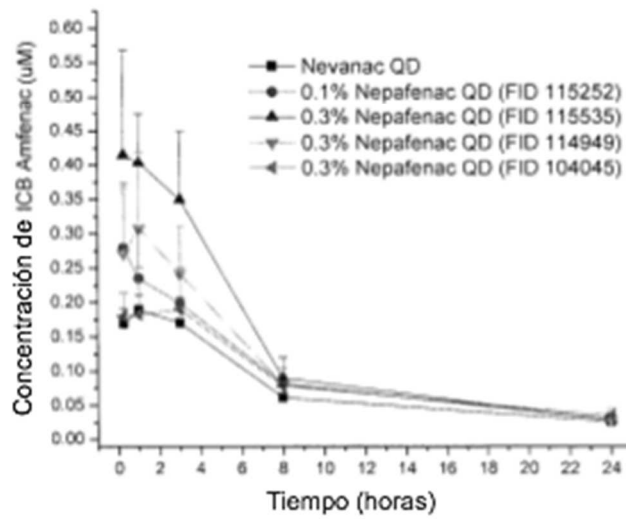 Concentración de ICB Amfenac (uM)
0.60
0.55
0.50
0.45
0.40
0.35
0.30
0.25
0.20
0.15
0.10
0.05
0.00
Nevanac QD
0.1% Nepafenac QD (FID 115252)
0.3% Nepafenac QD (FID 115535)
0.3% Nepafenac QD (FID 114949)
0.3% Nepafenac QD (FID 104045)
0 2 4 6 8 10 12 14 16 18 20 22 24
Tiempo (horas)